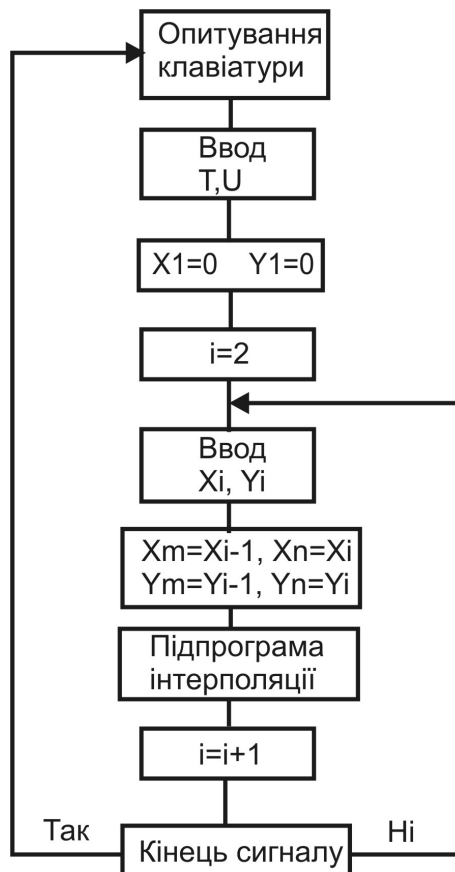 Опитування
клавіатури
Ввод
T,U
X1=0 Y1=0
i=2
Ввод
Xi, Yi
Xm=Xi-1, Xn=Xi
Ym=Yi-1, Yn=Yi
Підпрограма
інтерполяції
i=i+1
Так
Кінець сигналу
Ні